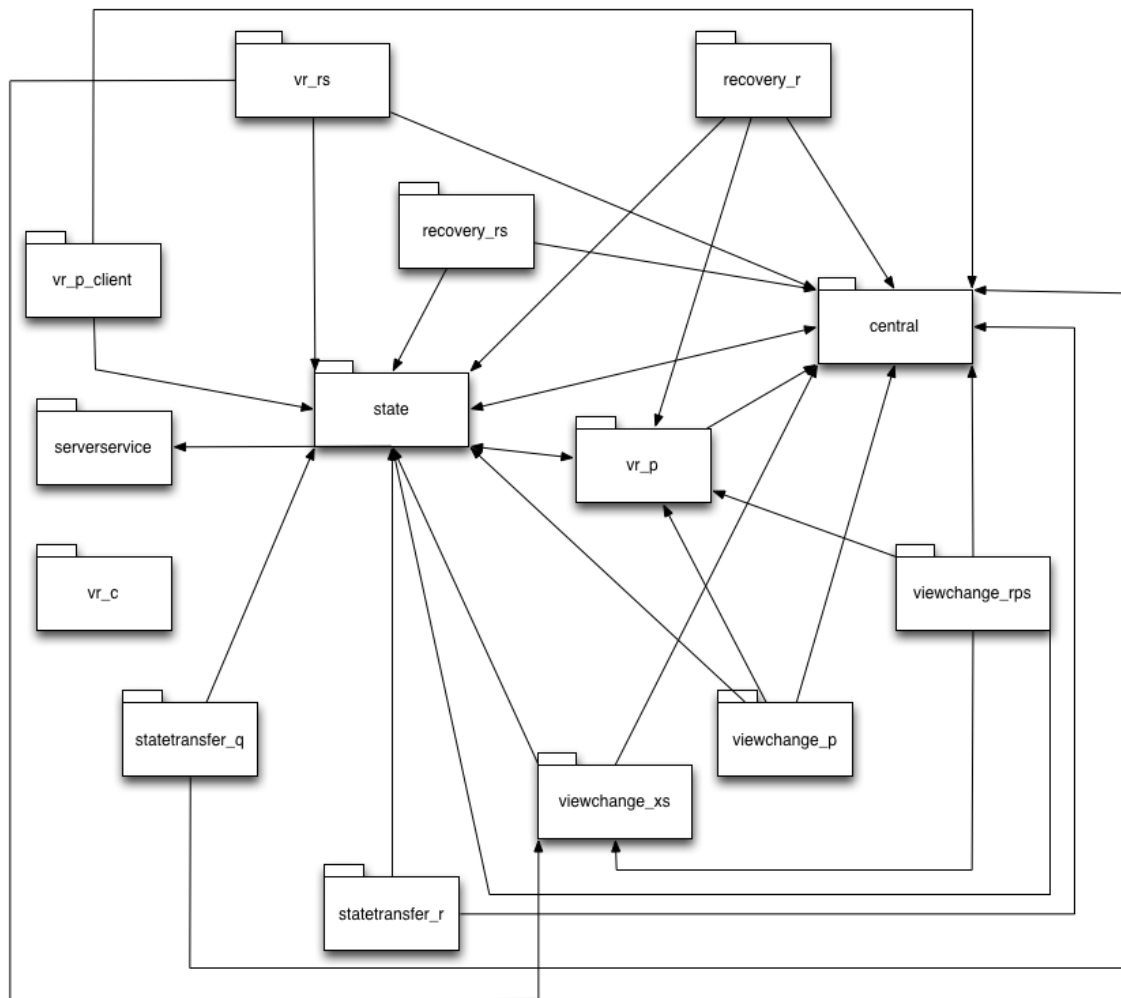 vr_rs
recovery_r
recovery_rs
vr_p_client
central
state
serverservice
vr_p
vr_c
viewchange_rps
statetransfer_q
viewchange_p
viewchange_xs
statetransfer_r